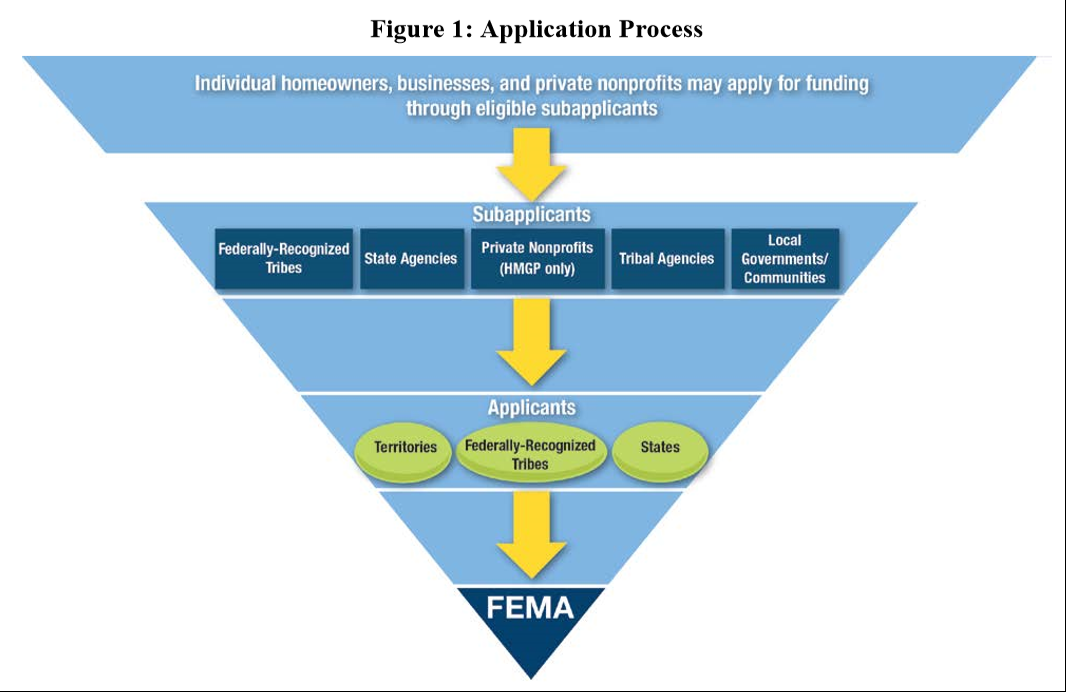 Figure 1: Application Process
Individual homeowners, businesses, and private nonprofits may apply for funding
through eligible subapplicants
Subapplicants
Federally-Recognized
Tribes
State Agencies
Private Nonprofits
(HMGP only)
Tribal Agencies
Local
Governments/
Communities
Applicants
Territories
Federally-Recognized
Tribes
States
FEMA